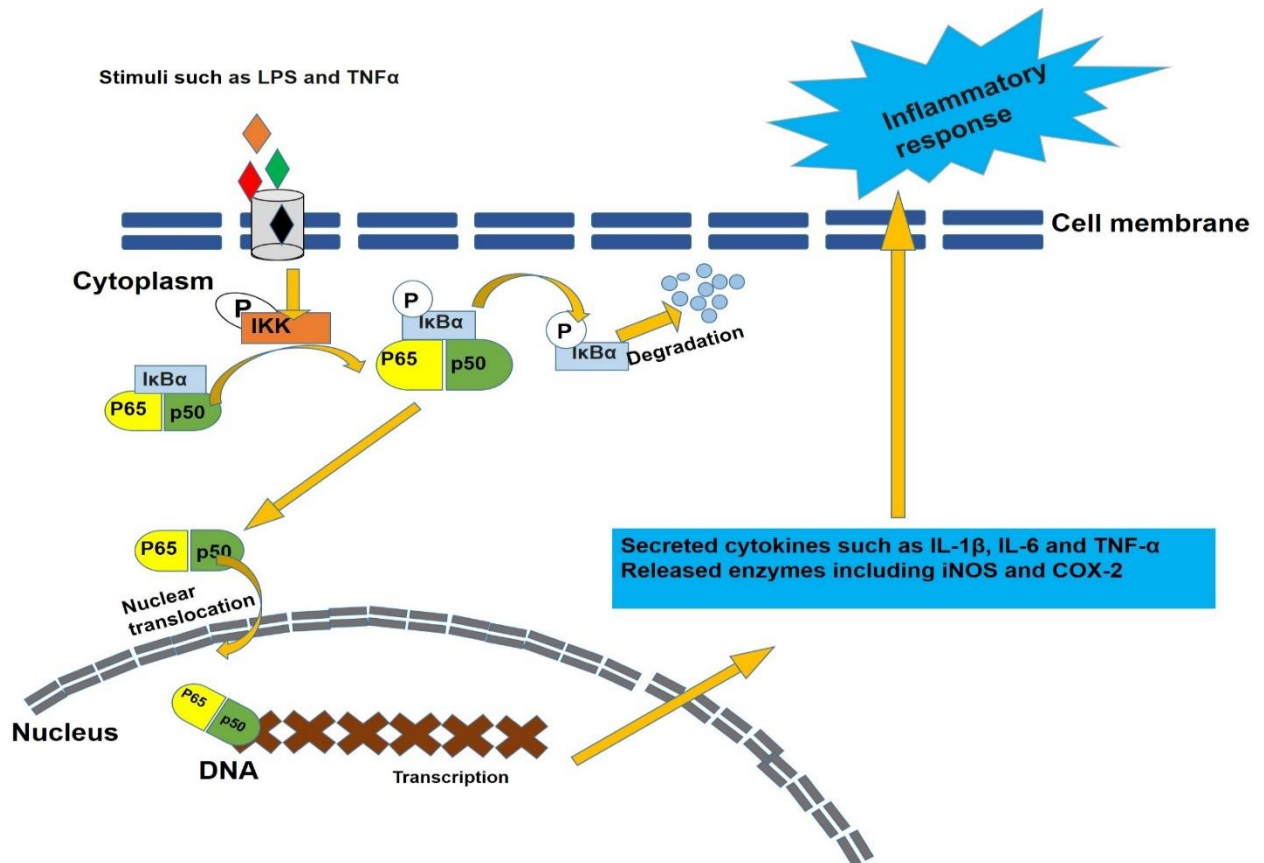 Stimuli such as LPS and TNFα
Inflammatory
response
Cell membrane
Cytoplasm
P
IKK
P
IκBα
P65
p50
P
IκBα
Degradation
IκBα
P65
p50
P65
p50
Nuclear
translocation
Secreted cytokines such as IL-1β, IL-6 and TNF-α
Released enzymes including iNOS and COX-2
P65
p50
Nucleus
DNA
Transcription